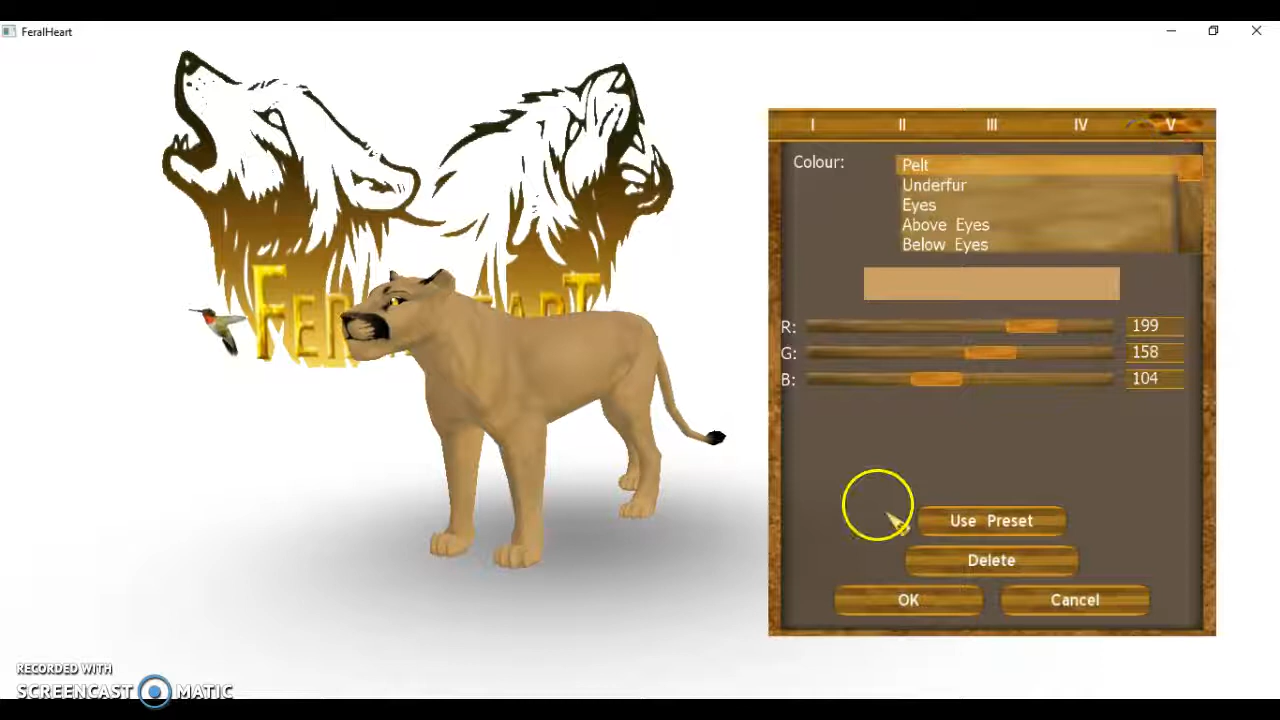 FeralHeart
I II III IV V
Colour:
Pelt
Underfur
Eyes
Above Eyes
Below Eyes
R: 199
G: 158
B: 104
Use Preset
Delete
OK Cancel
RECORDED WITH
SCREENCAST MATIC